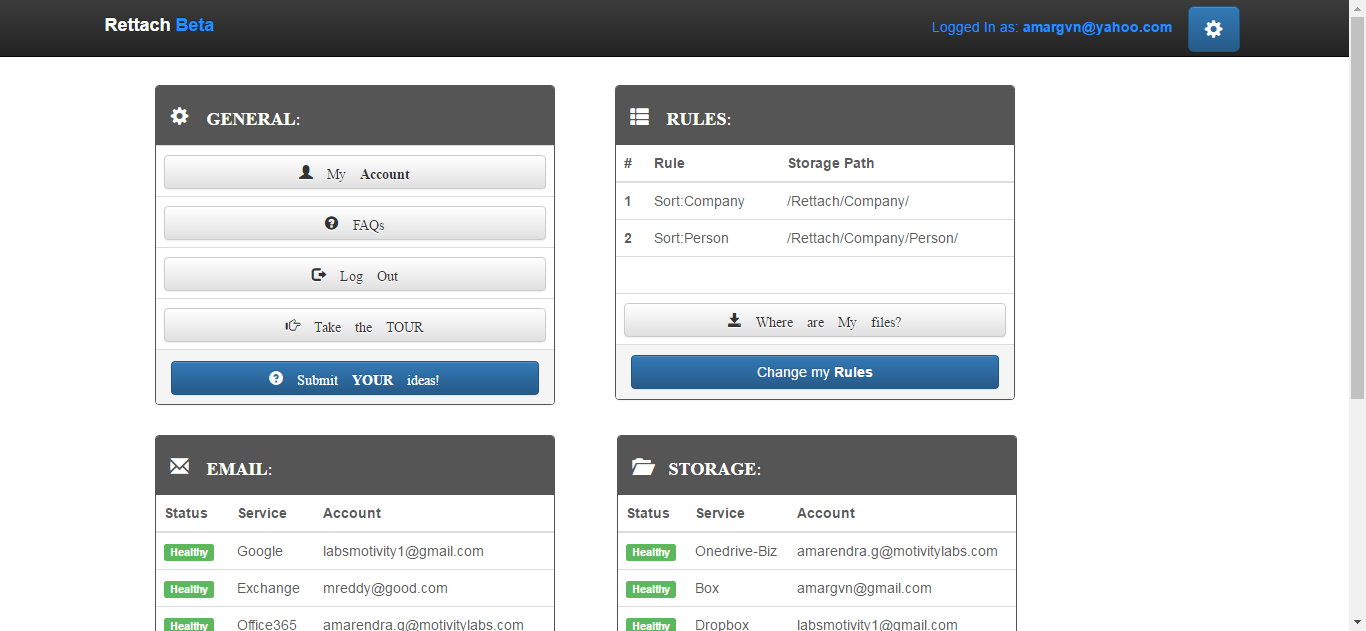 Rettach Beta
Logged In as: amargvn@yahoo.com
GENERAL:
My Account
FAQs
Log Out
Take the TOUR
Submit YOUR ideas!
RULES:
# Rule Storage Path
1 Sort:Company /Rettach/Company/
2 Sort:Person /Rettach/Company/Person/
Where are My files?
Change my Rules
EMAIL:
Status Service Account
Healthy Google labsmotivity1@gmail.com
Healthy Exchange mreddy@good.com
Healthy Office365 amarendra.g@motivitylabs.com
STORAGE:
Status Service Account
Healthy Onedrive-Biz amarendra.g@motivitylabs.com
Healthy Box amargvn@gmail.com
Healthy Dropbox labsmotivity1@gmail.com